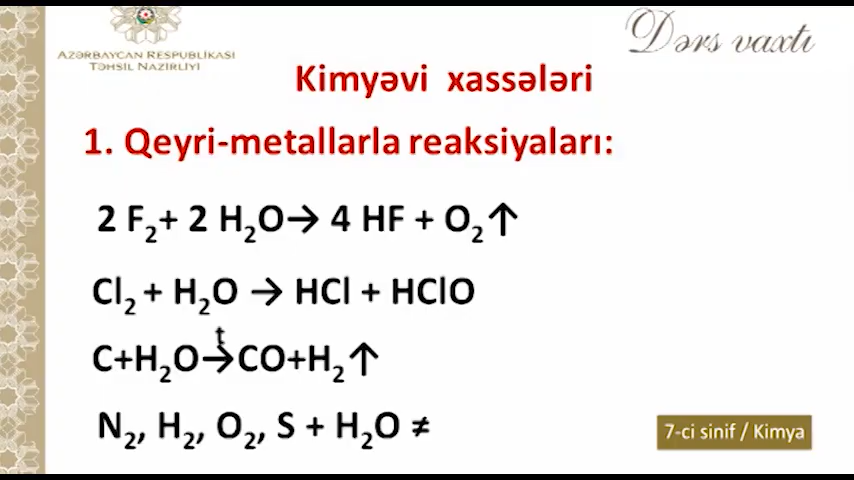 AZƏRBAYCAN RESPUBLİKASI
TƏHSİL NAZİRLİYİ
Dərs vaxtı
Kimyəvi xassələri
1. Qeyri-metallarla reaksiyaları:
2 F₂+ 2 H₂O→ 4 HF + O₂↑
Cl₂ + H₂O → HCl + HClO
t
C+H₂O→CO+H₂↑
N₂, H₂, O₂, S + H₂O ≠
7-ci sinif / Kimya